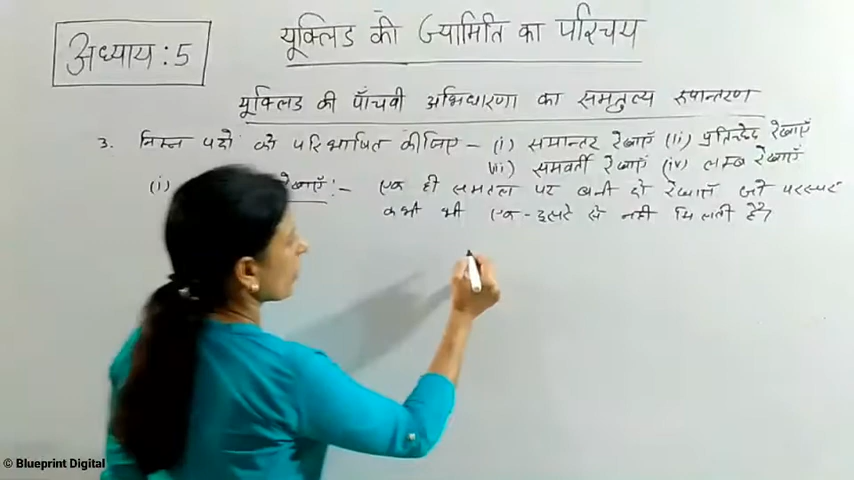 अध्याय : 5
यूक्लिड की ज्यामिति का परिचय
यूक्लिड की पाँचवी अभिधारणा का समतुल्य रूपान्तरण
3. निम्न पदों को परिभाषित कीजिए - (i) समान्तर रेखाएँ (ii) प्रतिच्छेद रेखाएँ
iii) समवर्ती रेखाएं (iv) लम्ब रेखाएँ
(i) रेखाएँ :- एक ही समतल पर बनी दो रेखाएँ जो परस्पर
कभी भी एक-दूसरे से नही मिलती है,
© Blueprint Digital